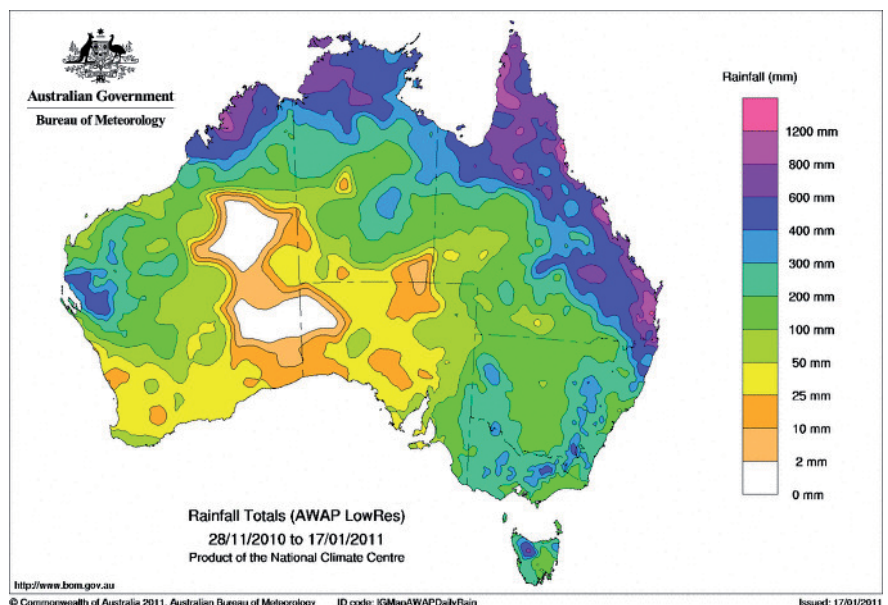 Australian Government
Bureau of Meteorology
Rainfall (mm)
1200 mm
800 mm
600 mm
400 mm
300 mm
200 mm
100 mm
50 mm
25 mm
10 mm
2 mm
0 mm
Rainfall Totals (AWAP LowRes)
28/11/2010 to 17/01/2011
Product of the National Climate Centre
http://www.bom.gov.au
© Commonwealth of Australia 2011, Australian Bureau of Meteorology ID code: IGMapAWAPDailyRain Issued: 17/01/2011